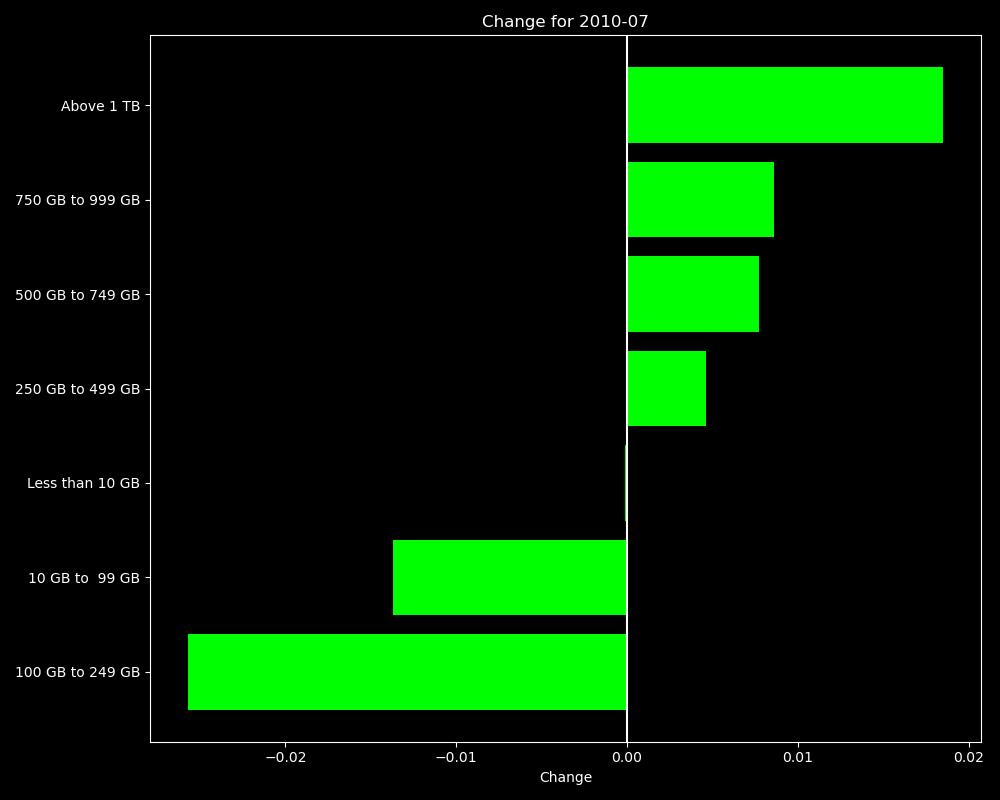 Change for 2010-07
Above 1 TB
750 GB to 999 GB
500 GB to 749 GB
250 GB to 499 GB
Less than 10 GB
10 GB to  99 GB
100 GB to 249 GB
−0.02 −0.01 0.00 0.01 0.02
Change